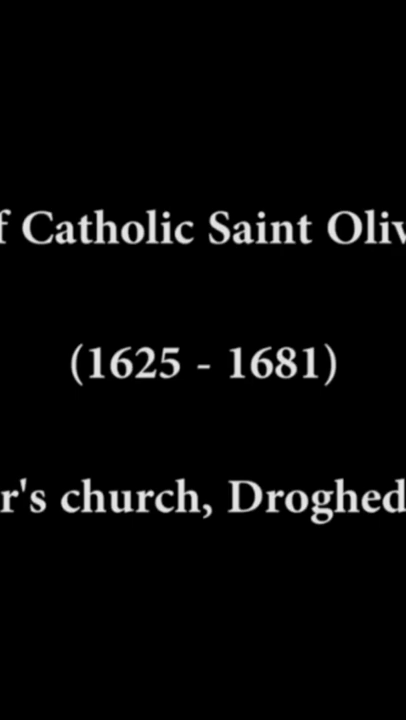 f Catholic Saint Oliv
(1625 - 1681)
r's church, Droghed